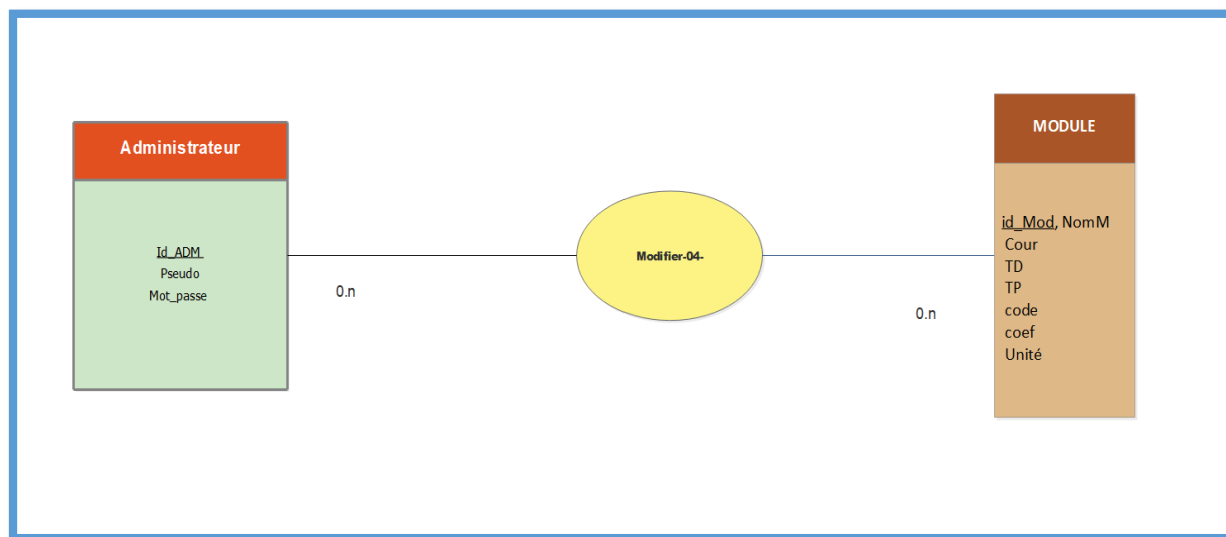 Administrateur
Id_ADM
Pseudo
Mot_passe
0.n
Modifier-04-
0.n
MODULE
id_Mod, NomM
Cour
TD
TP
code
coef
Unité